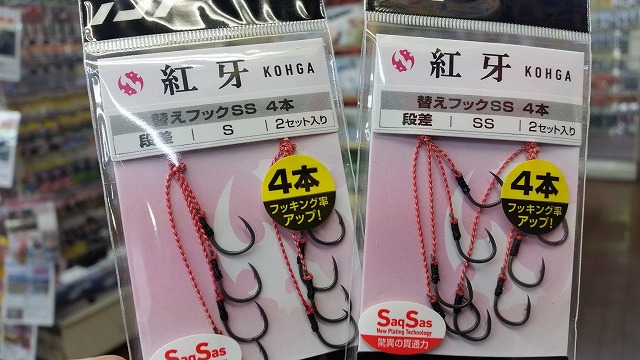 紅牙 KOHGA
替えフックSS 4本
段差 S 2セット入り
4本
フッキング率
アップ!
SaqSas
紅牙 KOHGA
替えフックSS 4本
段差 SS 2セット入り
4本
フッキング率
アップ!
SaqSas
New Plating Technology
驚異の貫通力